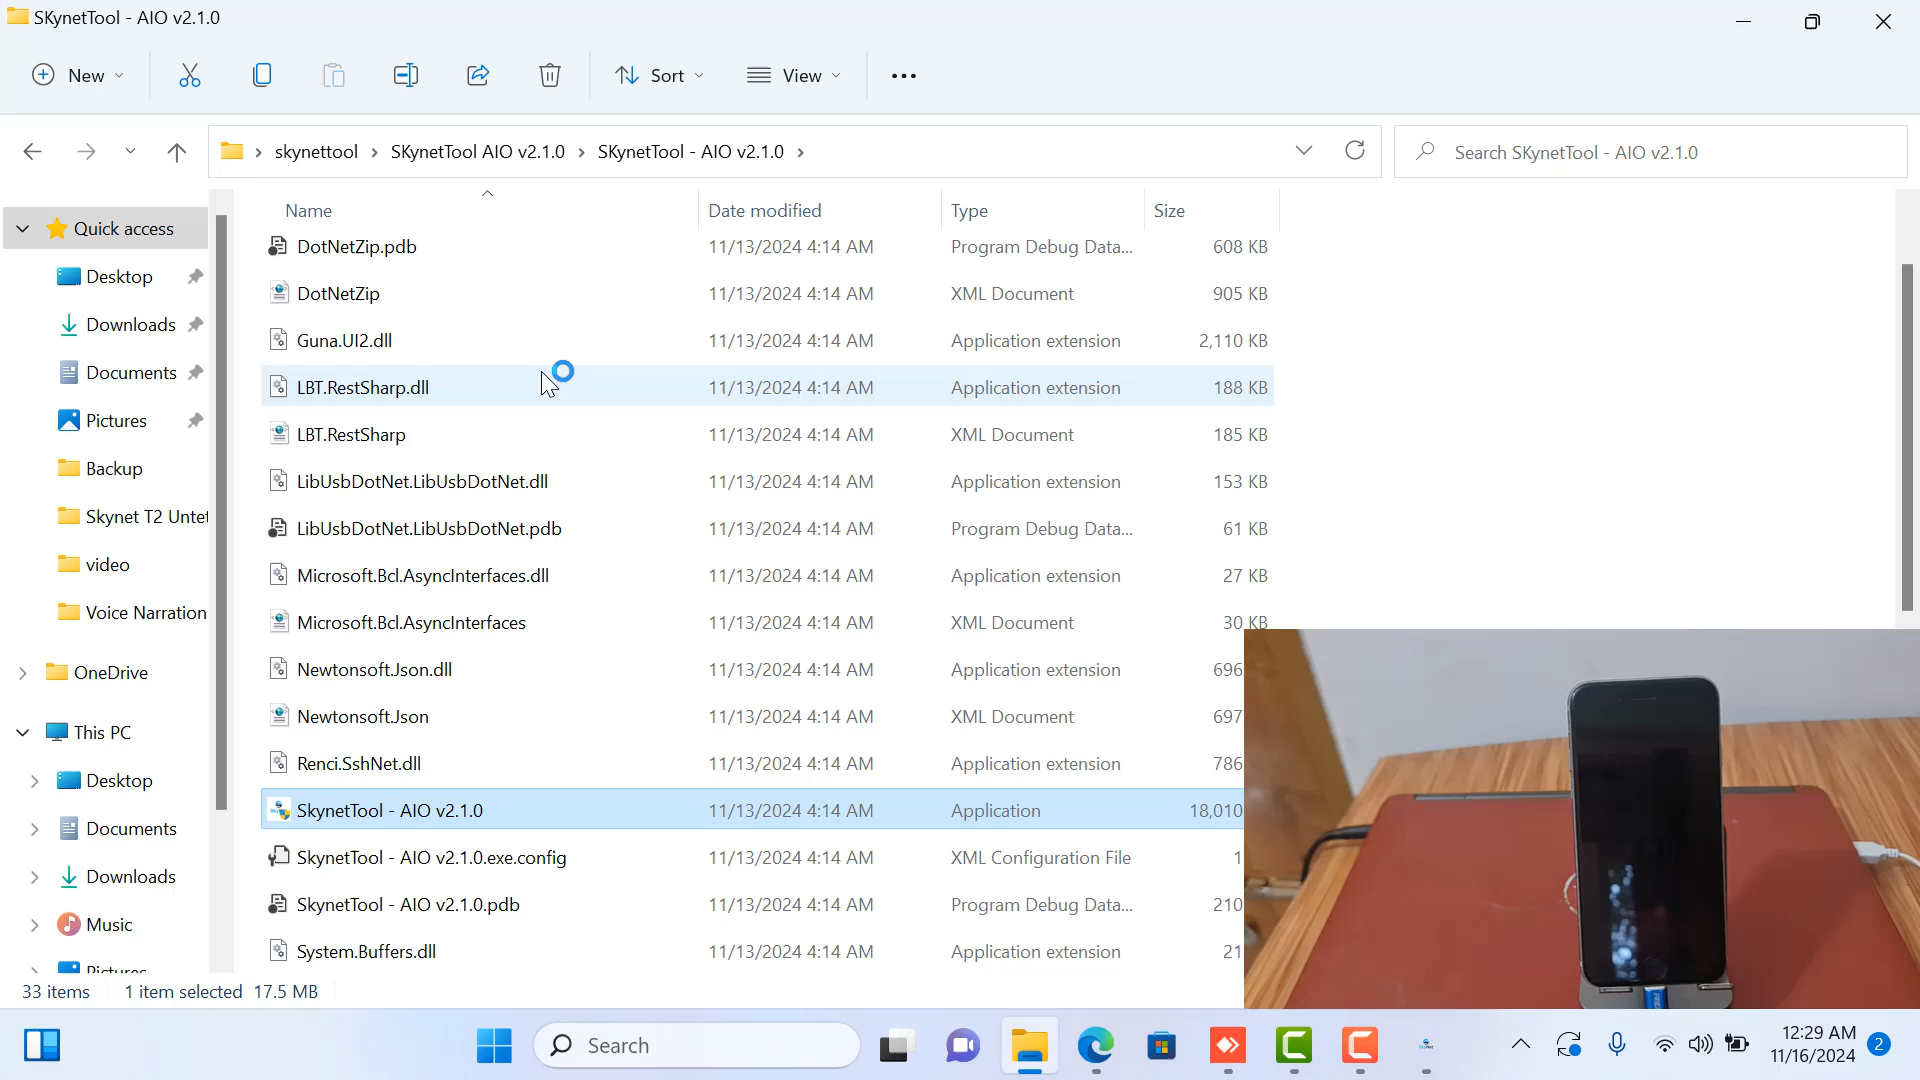 SKynetTool - AIO v2.1.0
New
Sort
View
skynettool
SKynetTool AIO v2.1.0
SKynetTool - AIO v2.1.0
Search SKynetTool - AIO v2.1.0
Name Date modified Type Size
Quick access
Desktop
Downloads
Documents
Pictures
Backup
Skynet T2 Untet
video
Voice Narration
OneDrive
This PC
Desktop
Documents
Downloads
Music
Pictures
DotNetZip.pdb 11/13/2024 4:14 AM Program Debug Data... 608 KB
DotNetZip 11/13/2024 4:14 AM XML Document 905 KB
Guna.UI2.dll 11/13/2024 4:14 AM Application extension 2,110 KB
LBT.RestSharp.dll 11/13/2024 4:14 AM Application extension 188 KB
LBT.RestSharp 11/13/2024 4:14 AM XML Document 185 KB
LibUsbDotNet.LibUsbDotNet.dll 11/13/2024 4:14 AM Application extension 153 KB
LibUsbDotNet.LibUsbDotNet.pdb 11/13/2024 4:14 AM Program Debug Data... 61 KB
Microsoft.Bcl.AsyncInterfaces.dll 11/13/2024 4:14 AM Application extension 27 KB
Microsoft.Bcl.AsyncInterfaces 11/13/2024 4:14 AM XML Document 30 KB
Newtonsoft.Json.dll 11/13/2024 4:14 AM Application extension 696
Newtonsoft.Json 11/13/2024 4:14 AM XML Document 697
Renci.SshNet.dll 11/13/2024 4:14 AM Application extension 786
SkynetTool - AIO v2.1.0 11/13/2024 4:14 AM Application 18,010
SkynetTool - AIO v2.1.0.exe.config 11/13/2024 4:14 AM XML Configuration File 1
SkynetTool - AIO v2.1.0.pdb 11/13/2024 4:14 AM Program Debug Data... 210
System.Buffers.dll 11/13/2024 4:14 AM Application extension 21
33 items 1 item selected 17.5 MB
Search
12:29 AM
11/16/2024
2